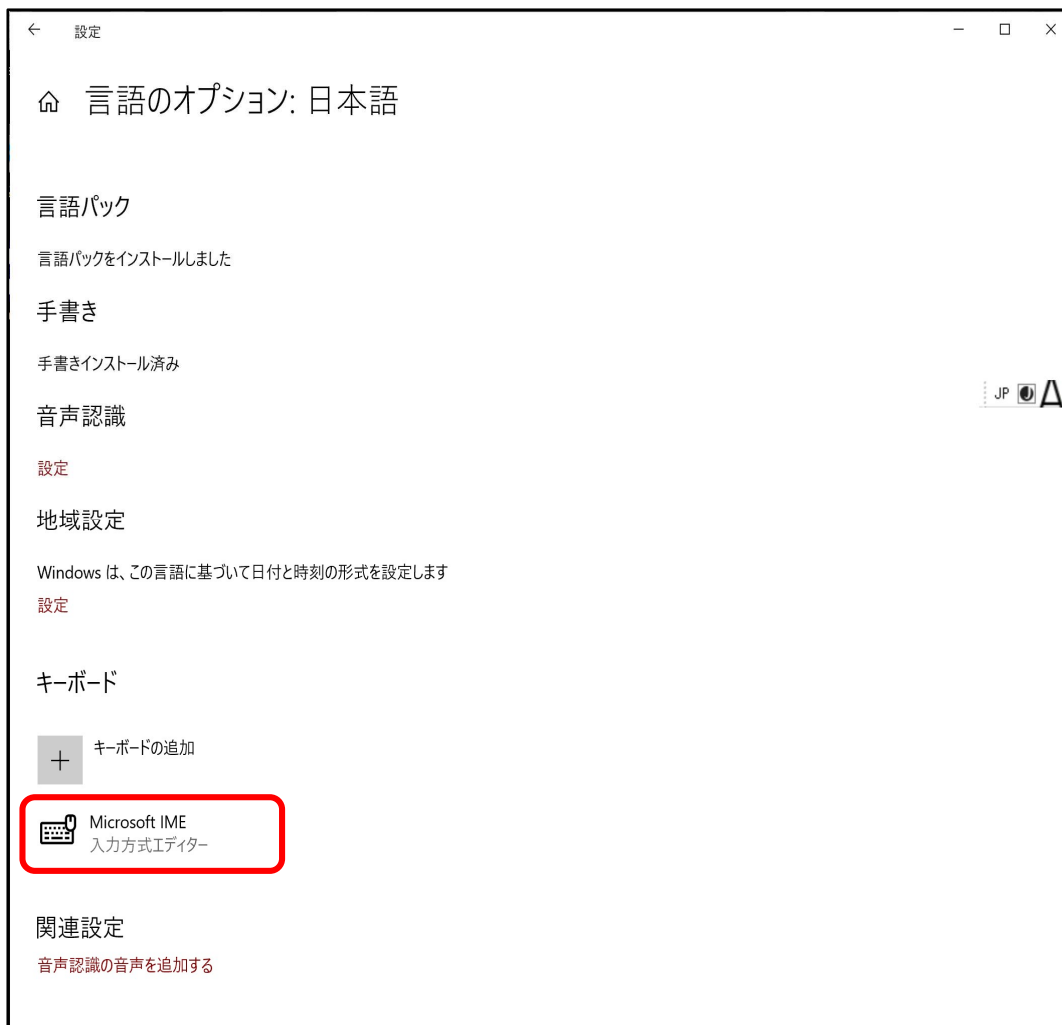 設定
言語のオプション: 日本語
言語パック
言語パックをインストールしました
手書き
手書きインストール済み
JP A
音声認識
設定
地域設定
Windows は、この言語に基づいて日付と時刻の形式を設定します
設定
キーボード
キーボードの追加
Microsoft IME
入力方式エディター
関連設定
音声認識の音声を追加する